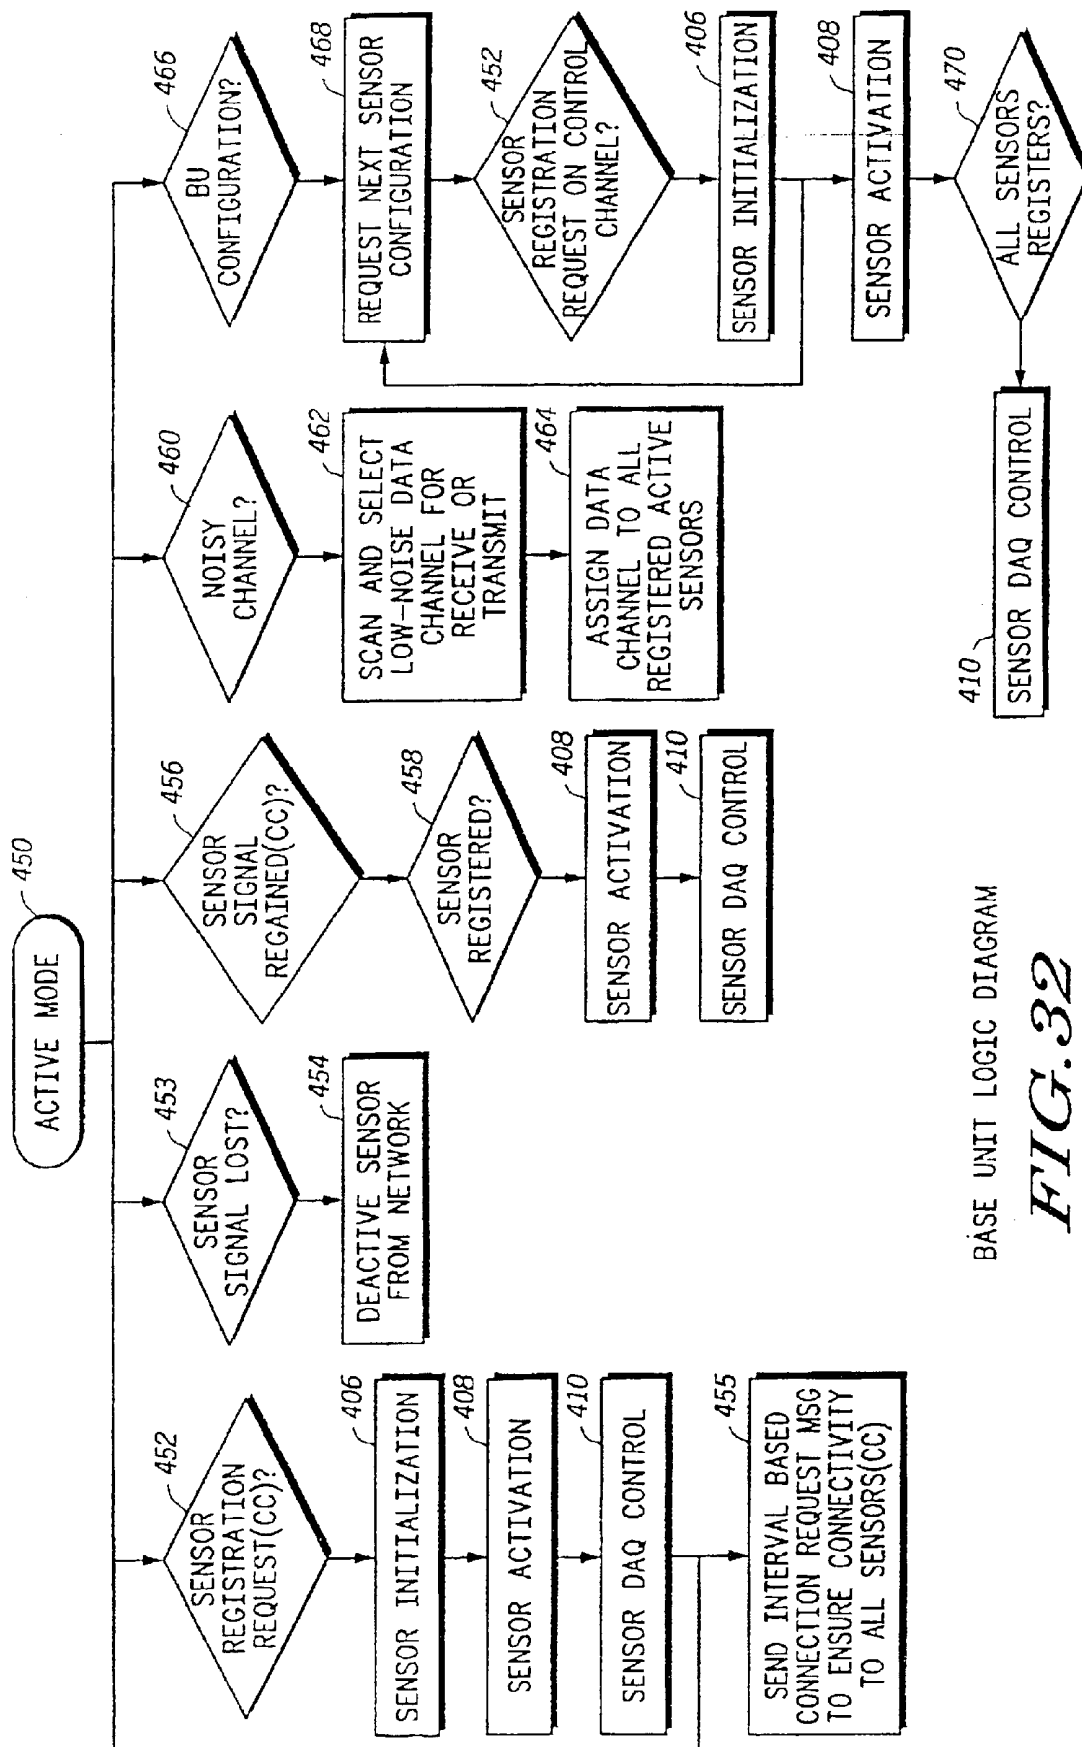 ACTIVE MODE
450
SENSOR
REGISTRATION
REQUEST(CC)?
452
SENSOR INITIALIZATION
406
SENSOR ACTIVATION
408
SENSOR DAQ CONTROL
410
SEND INTERVAL BASED
CONNECTION REQUEST MSG
TO ENSURE CONNECTIVITY
TO ALL SENSORS(CC)
455
SENSOR
SIGNAL LOST?
453
DEACTIVE SENSOR
FROM NETWORK
454
SENSOR
SIGNAL
REGAINED(CC)?
456
SENSOR
REGISTERED?
458
SENSOR ACTIVATION
408
SENSOR DAQ CONTROL
410
NOISY
CHANNEL?
460
SCAN AND SELECT
LOW-NOISE DATA
CHANNEL FOR
RECEIVE OR
TRANSMIT
462
ASSIGN DATA
CHANNEL TO ALL
REGISTERED ACTIVE
SENSORS
464
BU
CONFIGURATION?
466
REQUEST NEXT SENSOR
CONFIGURATION
468
SENSOR
REGISTRATION
REQUEST ON CONTROL
CHANNEL?
452
SENSOR INITIALIZATION
406
SENSOR ACTIVATION
408
ALL SENSORS
REGISTERS?
470
SENSOR DAQ CONTROL
410
BASE UNIT LOGIC DIAGRAM
FIG.32